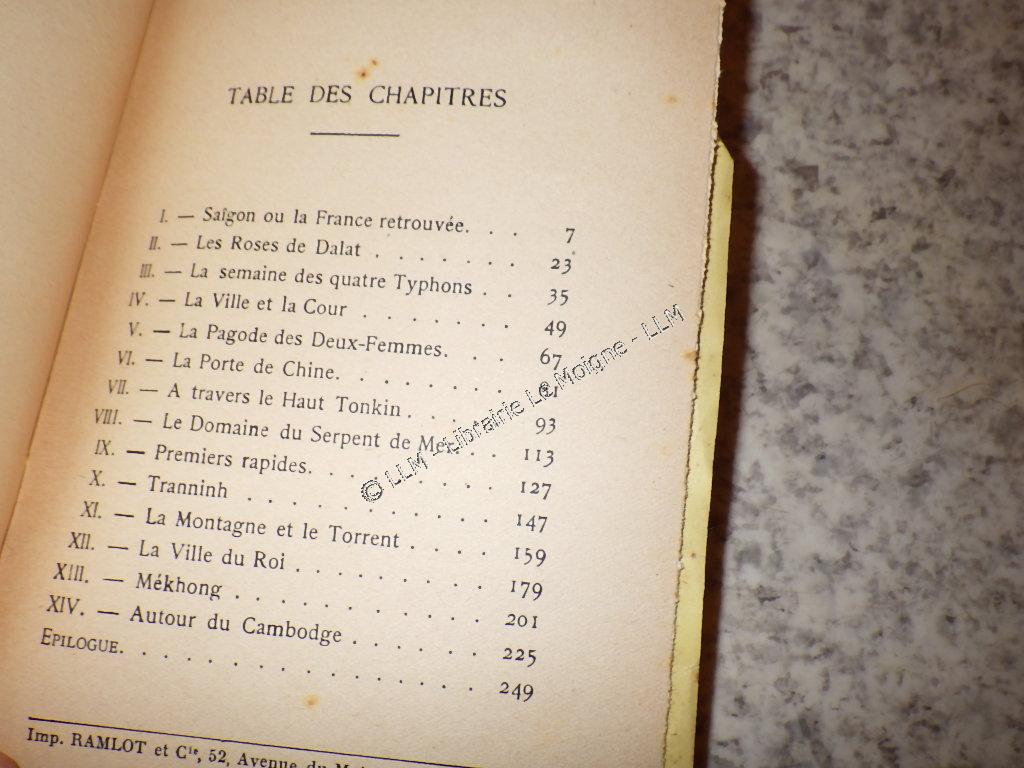 TABLE DES CHAPITRES
I. — Saïgon ou la France retrouvée. . . 7
II. — Les Roses de Dalat . . . . . . . 23
III. — La semaine des quatre Typhons . . 35
IV. — La Ville et la Cour . . . . . . . 49
V. — La Pagode des Deux-Femmes. . . . 67
VI. — La Porte de Chine. . . . . . . .
VII. — A travers le Haut Tonkin . . . . . 93
VIII. — Le Domaine du Serpent de Mer . . 113
IX. — Premiers rapides. . . . . . . . . 127
X. — Tranninh . . . . . . . . . . . 147
XI. — La Montagne et le Torrent . . . . 159
XII. — La Ville du Roi . . . . . . . . . 179
XIII. — Mékhong . . . . . . . . . . . 201
XIV. — Autour du Cambodge . . . . . . 225
EPILOGUE. . . . . . . . . . . . . . 249
Imp. RAMLOT et Cie, 52, Avenue du
© LLM - Librairie Le Moigne - LLM